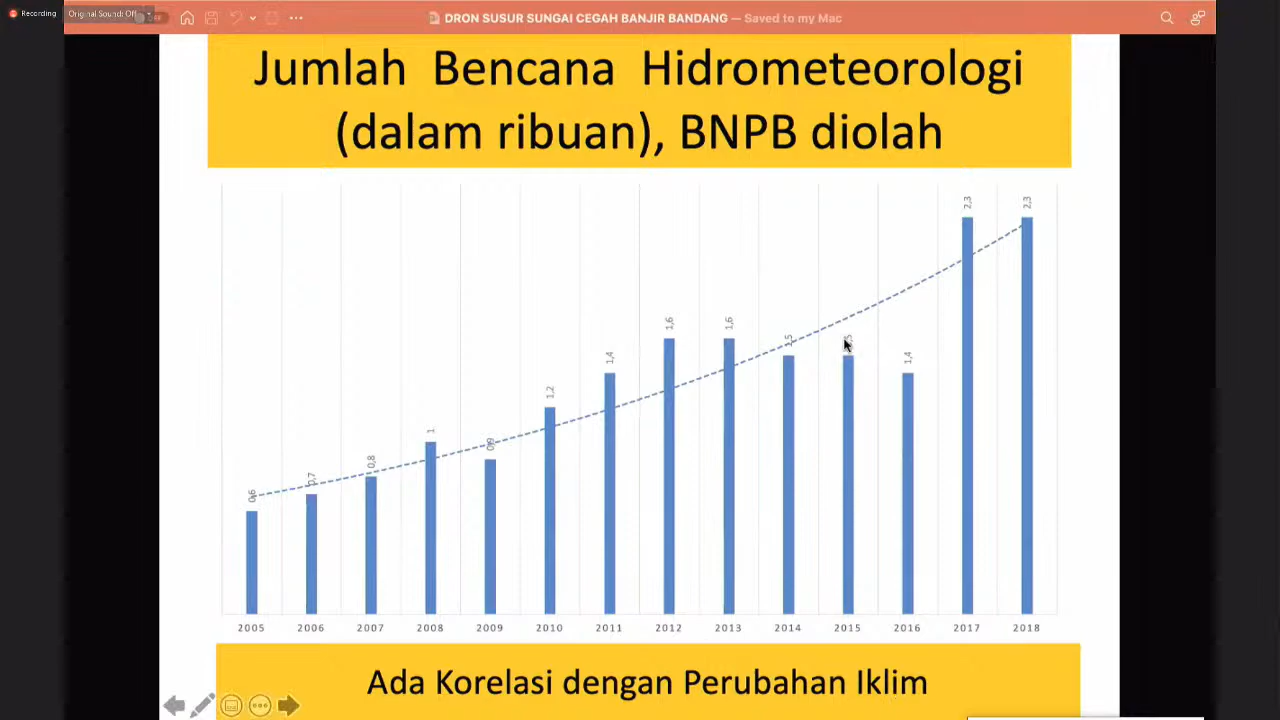 Recording
Original Sound: Off
DRON SUSUR SUNGAI CEGAH BANJIR BANDANG — Saved to my Mac
Jumlah Bencana Hidrometeorologi
(dalam ribuan), BNPB diolah
0,6
0,7
0,8
1
0,9
1,2
1,4
1,6
1,6
1,4
2,3
2,3
2005 2006 2007 2008 2009 2010 2011 2012 2013 2014 2015 2016 2017 2018
Ada Korelasi dengan Perubahan Iklim